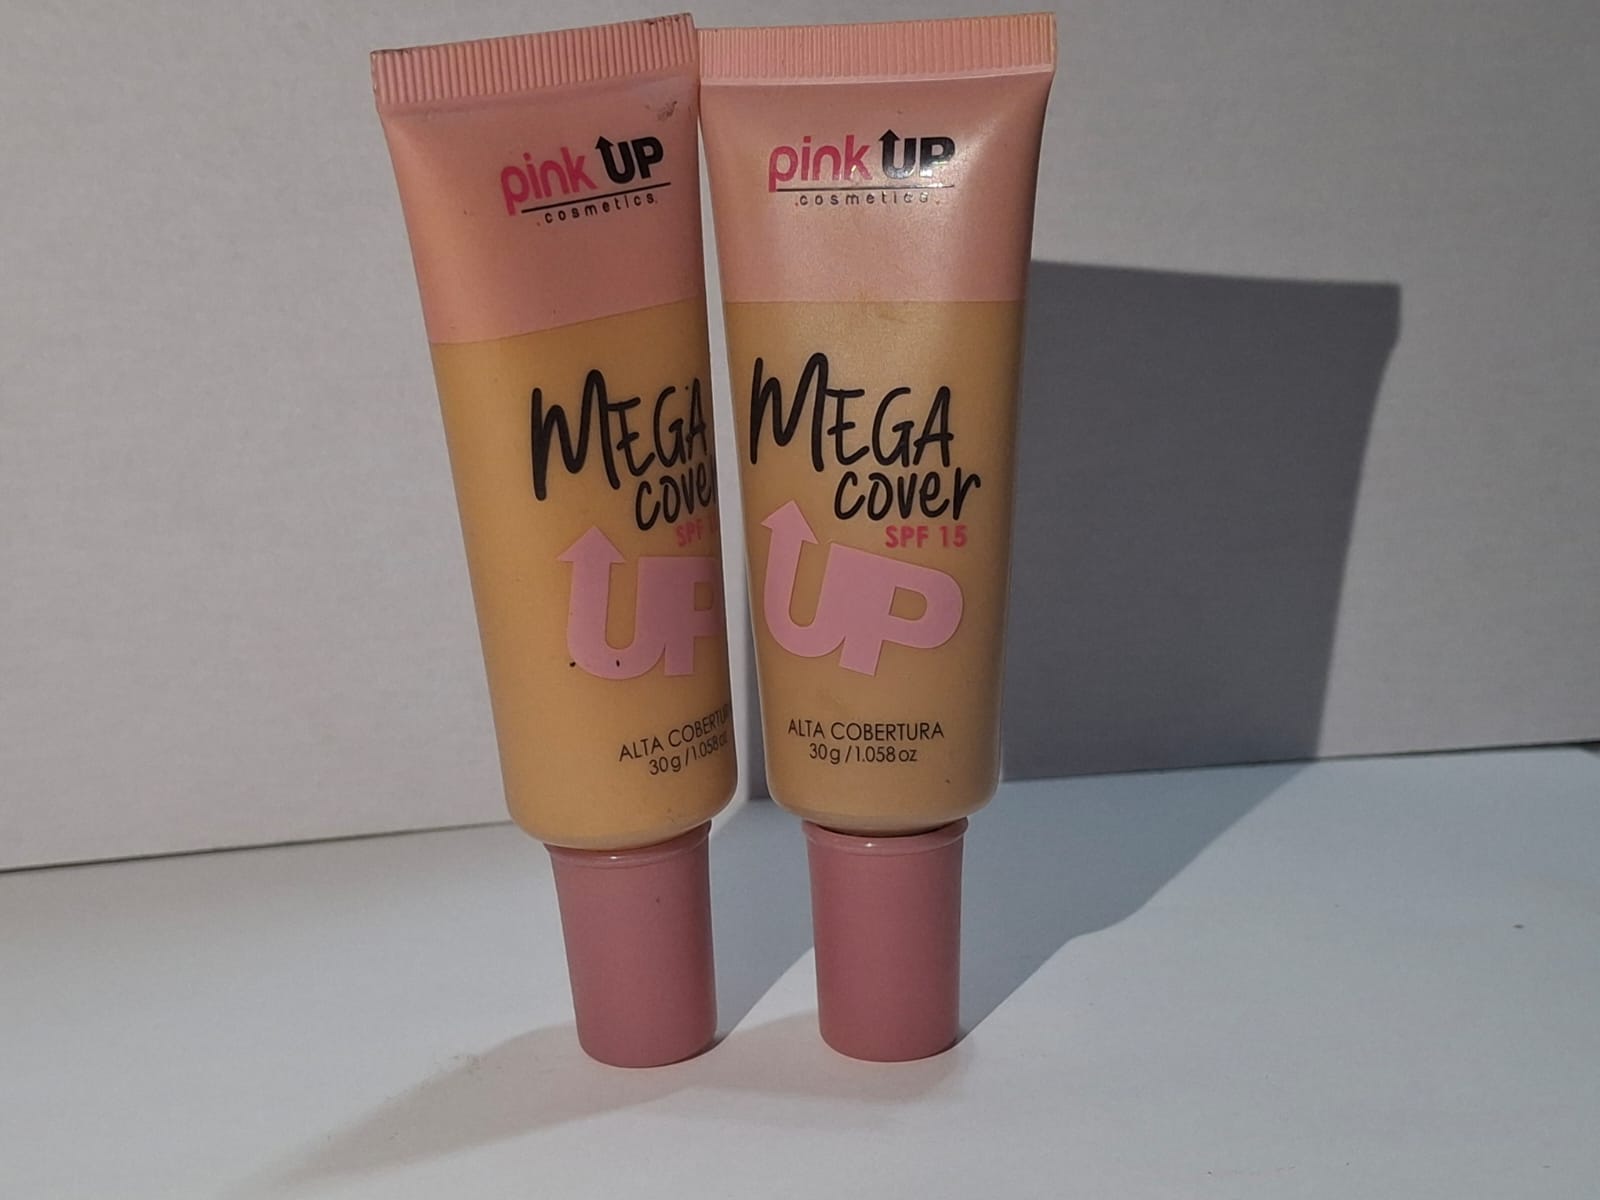 pink UP
.cosmetics.
MEGA
cover
SPF
UP
ALTA COBERTUR
30g/1.058 oz
pink UP
.cosmetics.
MEGA
cover
SPF 15
UP
ALTA COBERTURA
30g/1.058 oz